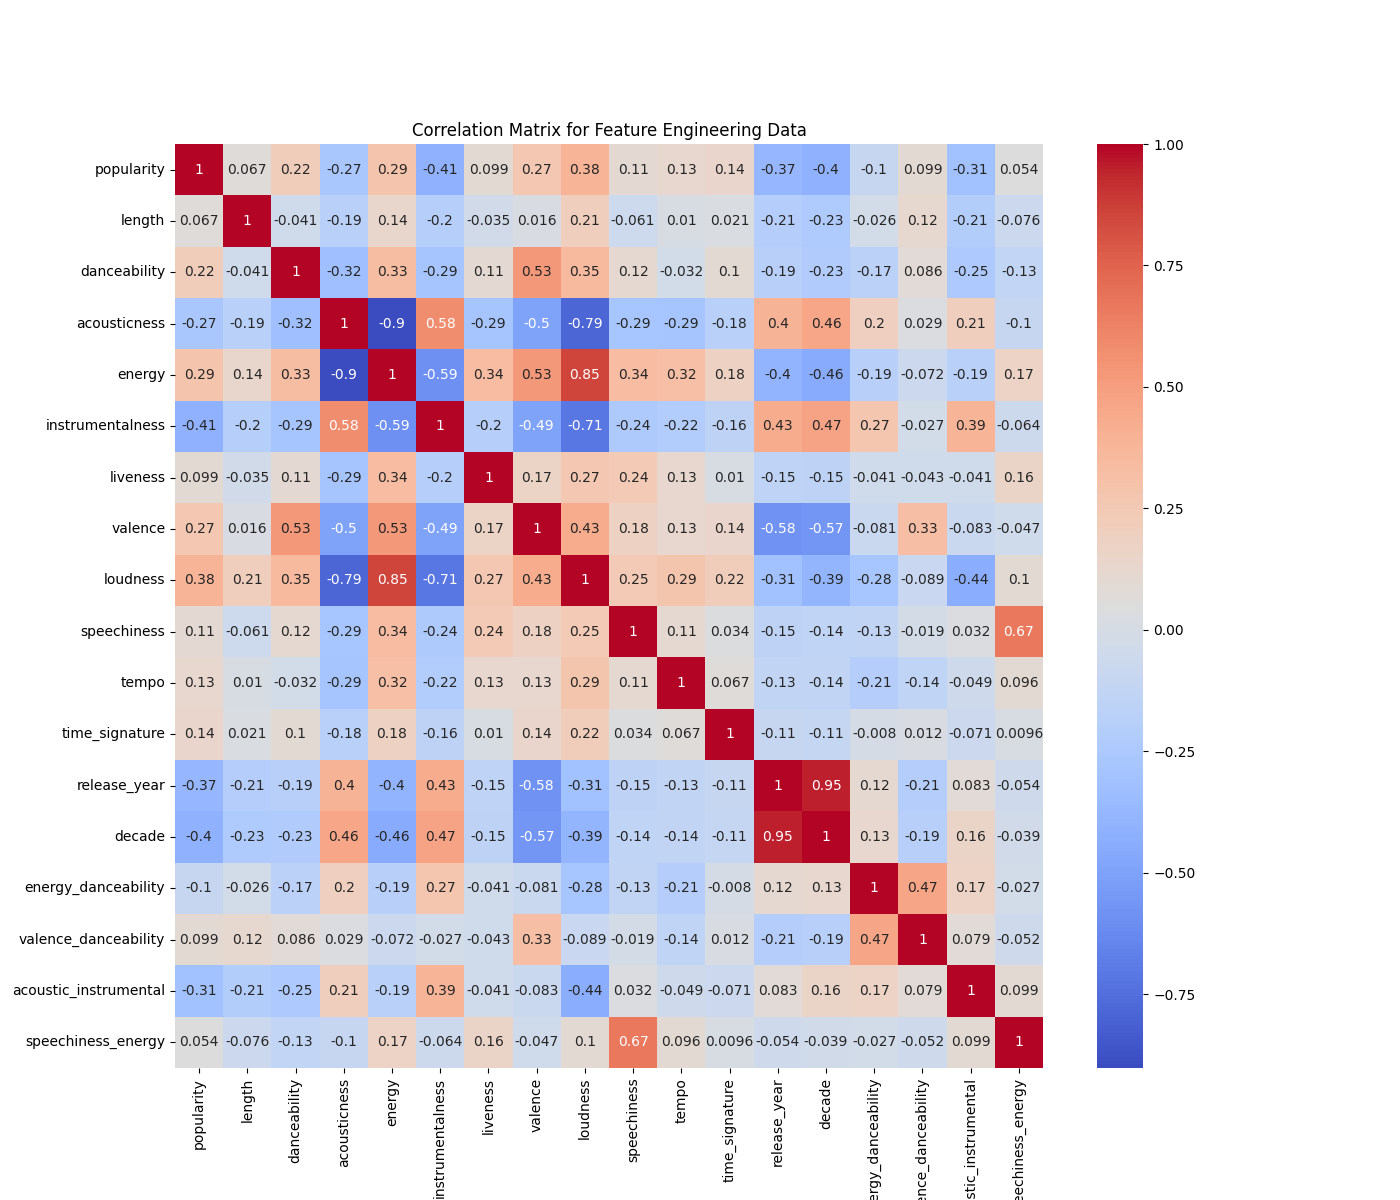 Correlation Matrix for Feature Engineering Data
popularity 1 0.067 0.22 -0.27 0.29 -0.41 0.099 0.27 0.38 0.11 0.13 0.14 -0.37 -0.4 -0.1 0.099 -0.31 0.054
length 0.067 1 -0.041 -0.19 0.14 -0.2 -0.035 0.016 0.21 -0.061 0.01 0.021 -0.21 -0.23 -0.026 0.12 -0.21 -0.076
danceability 0.22 -0.041 1 -0.32 0.33 -0.29 0.11 0.53 0.35 0.12 -0.032 0.1 -0.19 -0.23 -0.17 0.086 -0.25 -0.13
acousticness -0.27 -0.19 -0.32 1 -0.9 0.58 -0.29 -0.5 -0.79 -0.29 -0.29 -0.18 0.4 0.46 0.2 0.029 0.21 -0.1
energy 0.29 0.14 0.33 -0.9 1 -0.59 0.34 0.53 0.85 0.34 0.32 0.18 -0.4 -0.46 -0.19 -0.072 -0.19 0.17
instrumentalness -0.41 -0.2 -0.29 0.58 -0.59 1 -0.2 -0.49 -0.71 -0.24 -0.22 -0.16 0.43 0.47 0.27 -0.027 0.39 -0.064
liveness 0.099 -0.035 0.11 -0.29 0.34 -0.2 1 0.17 0.27 0.24 0.13 0.01 -0.15 -0.15 -0.041 -0.043 -0.041 0.16
valence 0.27 0.016 0.53 -0.5 0.53 -0.49 0.17 1 0.43 0.18 0.13 0.14 -0.58 -0.57 -0.081 0.33 -0.083 -0.047
loudness 0.38 0.21 0.35 -0.79 0.85 -0.71 0.27 0.43 1 0.25 0.29 0.22 -0.31 -0.39 -0.28 -0.089 -0.44 0.1
speechiness 0.11 -0.061 0.12 -0.29 0.34 -0.24 0.24 0.18 0.25 1 0.11 0.034 -0.15 -0.14 -0.13 -0.019 0.032 0.67
tempo 0.13 0.01 -0.032 -0.29 0.32 -0.22 0.13 0.13 0.29 0.11 1 0.067 -0.13 -0.14 -0.21 -0.14 -0.049 0.096
time_signature 0.14 0.021 0.1 -0.18 0.18 -0.16 0.01 0.14 0.22 0.034 0.067 1 -0.11 -0.11 -0.008 0.012 -0.071 0.0096
release_year -0.37 -0.21 -0.19 0.4 -0.4 0.43 -0.15 -0.58 -0.31 -0.15 -0.13 -0.11 1 0.95 0.12 -0.21 0.083 -0.054
decade -0.4 -0.23 -0.23 0.46 -0.46 0.47 -0.15 -0.57 -0.39 -0.14 -0.14 -0.11 0.95 1 0.13 -0.19 0.16 -0.039
energy_danceability -0.1 -0.026 -0.17 0.2 -0.19 0.27 -0.041 -0.081 -0.28 -0.13 -0.21 -0.008 0.12 0.13 1 0.47 0.17 -0.027
valence_danceability 0.099 0.12 0.086 0.029 -0.072 -0.027 -0.043 0.33 -0.089 -0.019 -0.14 0.012 -0.21 -0.19 0.47 1 0.079 -0.052
acoustic_instrumental -0.31 -0.21 -0.25 0.21 -0.19 0.39 -0.041 -0.083 -0.44 0.032 -0.049 -0.071 0.083 0.16 0.17 0.079 1 0.099
speechiness_energy 0.054 -0.076 -0.13 -0.1 0.17 -0.064 0.16 -0.047 0.1 0.67 0.096 0.0096 -0.054 -0.039 -0.027 -0.052 0.099 1
popularity
length
danceability
acousticness
energy
instrumentalness
liveness
valence
loudness
speechiness
tempo
time_signature
release_year
decade
ergy_danceability
ence_danceability
stic_instrumental
eechiness_energy
1.00
0.75
0.50
0.25
0.00
−0.25
−0.50
−0.75